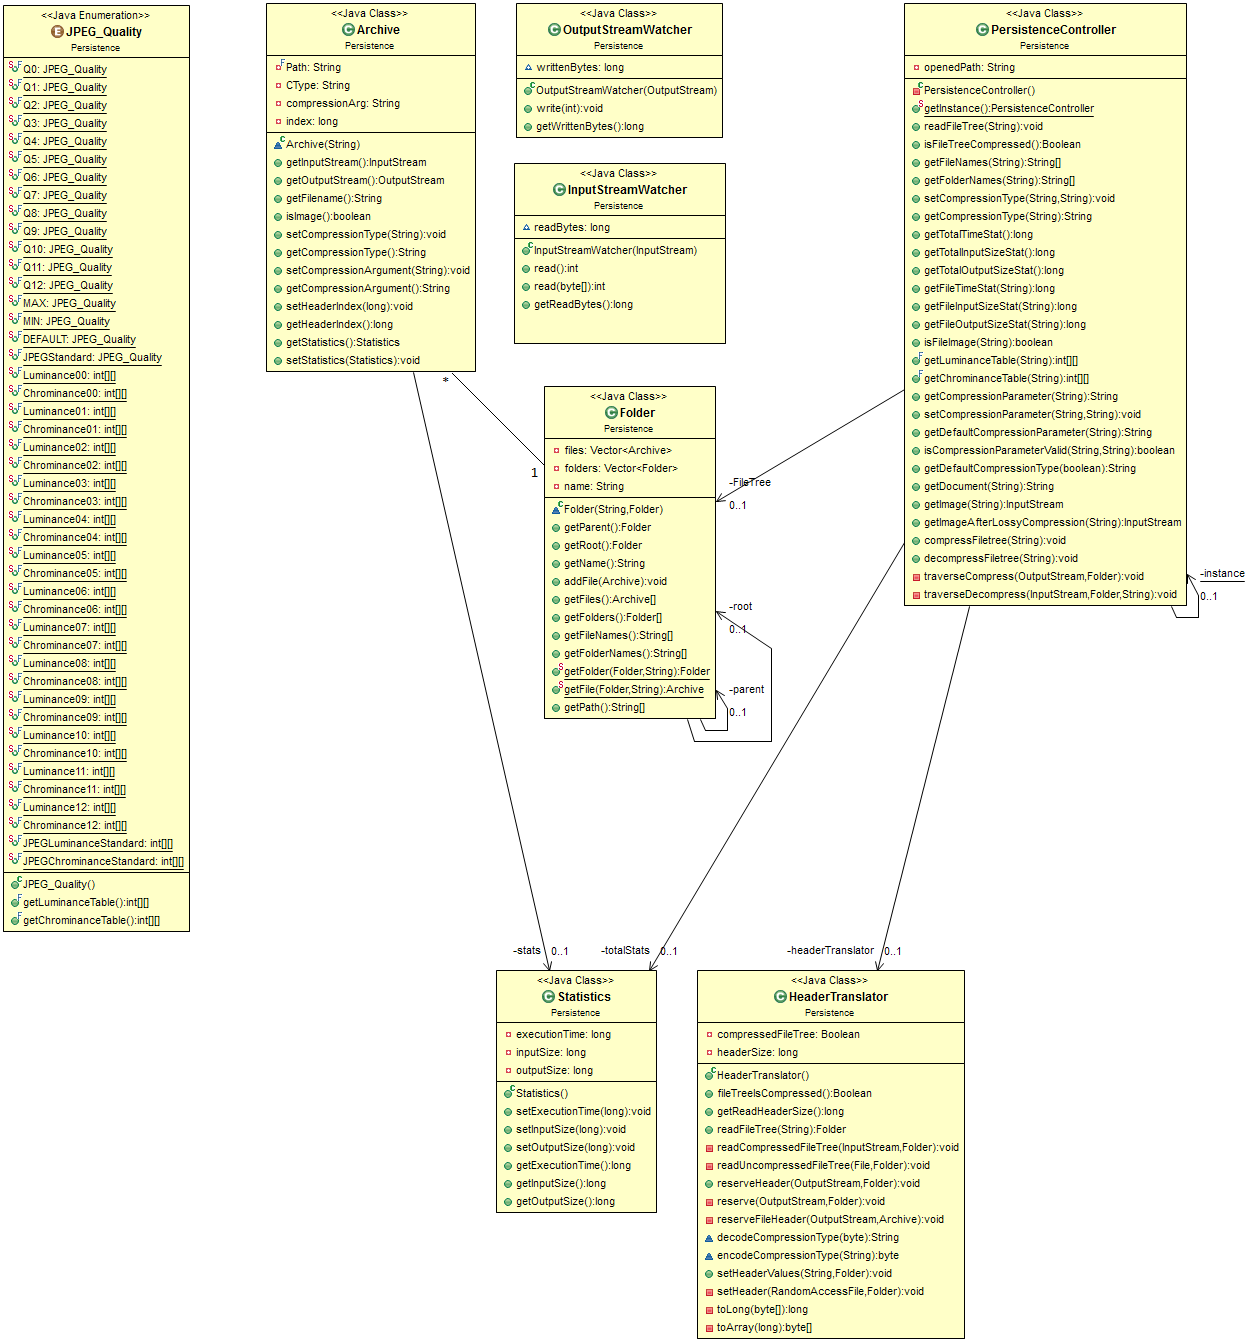 <<Java Enumeration>>
JPEG_Quality
Persistence
Q0: JPEG_Quality
Q1: JPEG_Quality
Q2: JPEG_Quality
Q3: JPEG_Quality
Q4: JPEG_Quality
Q5: JPEG_Quality
Q6: JPEG_Quality
Q7: JPEG_Quality
Q8: JPEG_Quality
Q9: JPEG_Quality
Q10: JPEG_Quality
Q11: JPEG_Quality
Q12: JPEG_Quality
MAX: JPEG_Quality
MIN: JPEG_Quality
DEFAULT: JPEG_Quality
JPEGStandard: JPEG_Quality
Luminance00: int[][]
Chrominance00: int[][]
Luminance01: int[][]
Chrominance01: int[][]
Luminance02: int[][]
Chrominance02: int[][]
Luminance03: int[][]
Chrominance03: int[][]
Luminance04: int[][]
Chrominance04: int[][]
Luminance05: int[][]
Chrominance05: int[][]
Luminance06: int[][]
Chrominance06: int[][]
Luminance07: int[][]
Chrominance07: int[][]
Luminance08: int[][]
Chrominance08: int[][]
Luminance09: int[][]
Chrominance09: int[][]
Luminance10: int[][]
Chrominance10: int[][]
Luminance11: int[][]
Chrominance11: int[][]
Luminance12: int[][]
Chrominance12: int[][]
JPEGLuminanceStandard: int[][]
JPEGChrominanceStandard: int[][]
JPEG_Quality()
getLuminanceTable():int[][]
getChrominanceTable():int[][]
<<Java Class>>
Archive
Persistence
Path: String
CType: String
compressionArg: String
index: long
Archive(String)
getInputStream():InputStream
getOutputStream():OutputStream
getFilename():String
isImage():boolean
setCompressionType(String):void
getCompressionType():String
setCompressionArgument(String):void
getCompressionArgument():String
setHeaderIndex(long):void
getHeaderIndex():long
getStatistics():Statistics
setStatistics(Statistics):void
<<Java Class>>
OutputStreamWatcher
Persistence
writtenBytes: long
OutputStreamWatcher(OutputStream)
write(int):void
getWrittenBytes():long
<<Java Class>>
InputStreamWatcher
Persistence
readBytes: long
InputStreamWatcher(InputStream)
read():int
read(byte[]):int
getReadBytes():long
<<Java Class>>
PersistenceController
Persistence
openedPath: String
PersistenceController()
getInstance():PersistenceController
readFileTree(String):void
isFileTreeCompressed():Boolean
getFileNames(String):String[]
getFolderNames(String):String[]
setCompressionType(String,String):void
getCompressionType(String):String
getTotalTimeStat():long
getTotalInputSizeStat():long
getTotalOutputSizeStat():long
getFileTimeStat(String):long
getFileInputSizeStat(String):long
getFileOutputSizeStat(String):long
isFileImage(String):boolean
getLuminanceTable(String):int[][]
getChrominanceTable(String):int[][]
getCompressionParameter(String):String
setCompressionParameter(String,String):void
getDefaultCompressionParameter(String):String
isCompressionParameterValid(String,String):boolean
getDefaultCompressionType(boolean):String
getDocument(String):String
getImage(String):InputStream
getImageAfterLossyCompression(String):InputStream
compressFiletree(String):void
decompressFiletree(String):void
traverseCompress(OutputStream,Folder):void
traverseDecompress(InputStream,Folder,String):void
-instance
0..1
*
1
<<Java Class>>
Folder
Persistence
files: Vector<Archive>
folders: Vector<Folder>
name: String
Folder(String,Folder)
getParent():Folder
getRoot():Folder
getName():String
addFile(Archive):void
getFiles():Archive[]
getFolders():Folder[]
getFileNames():String[]
getFolderNames():String[]
getFolder(Folder,String):Folder
getFile(Folder,String):Archive
getPath():String[]
-FileTree
0..1
-root
0..1
-parent
0..1
-stats
0..1
-totalStats
0..1
-headerTranslator
0..1
<<Java Class>>
Statistics
Persistence
executionTime: long
inputSize: long
outputSize: long
Statistics()
setExecutionTime(long):void
setInputSize(long):void
setOutputSize(long):void
getExecutionTime():long
getInputSize():long
getOutputSize():long
<<Java Class>>
HeaderTranslator
Persistence
compressedFileTree: Boolean
headerSize: long
HeaderTranslator()
fileTreeIsCompressed():Boolean
getReadHeaderSize():long
readFileTree(String):Folder
readCompressedFileTree(InputStream,Folder):void
readUncompressedFileTree(File,Folder):void
reserveHeader(OutputStream,Folder):void
reserve(OutputStream,Folder):void
reserveFileHeader(OutputStream,Archive):void
decodeCompressionType(byte):String
encodeCompressionType(String):byte
setHeaderValues(String,Folder):void
setHeader(RandomAccessFile,Folder):void
toLong(byte[]):long
toArray(long):byte[]